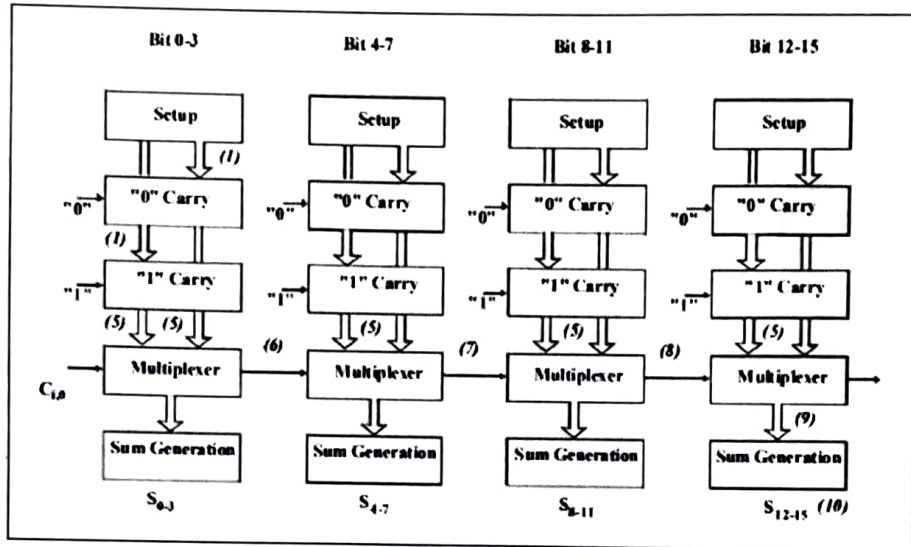 Bit 0-3 Bit 4-7 Bit 8-11 Bit 12-15
Setup Setup Setup Setup
(1)
"0" "0" Carry "0" "0" Carry "0" "0" Carry "0" "0" Carry
(1)
"1" "1" Carry "1" "1" Carry "1" "1" Carry "1" "1" Carry
(5) (5) (5) (5) (5)
(6) (7) (8)
Multiplexer Multiplexer Multiplexer Multiplexer
Ci,0
(9)
Sum Generation Sum Generation Sum Generation Sum Generation
S0-3 S4-7 S8-11 S12-15 (10)